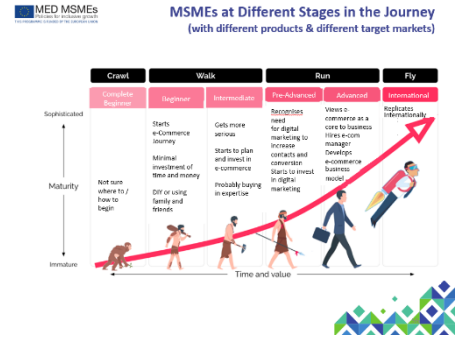 MED MSMEs
Policies for inclusive growth
MSMEs at Different Stages in the Journey
(with different products & different target markets)
Crawl
Walk
Run
Fly
Complete
Beginner
Beginner
Intermediate
Pre-Advanced
Advanced
International
Sophisticated
Maturity
Immature
Not sure
where to /
how to
begin
Starts
e-Commerce
Journey
Minimal
investment of
time and money
DIY or using
family and
friends
Gets more
serious
Starts to plan
and invest in
e-commerce
Probably buying
in expertise
Recognises
need
for digital
marketing to
increase
contacts and
conversion
Starts to invest
in digital
marketing
Views e-
commerce as a
core to business
Hires e-com
manager
Develops
e-commerce
business
model
Replicates
Internationally
Time and value